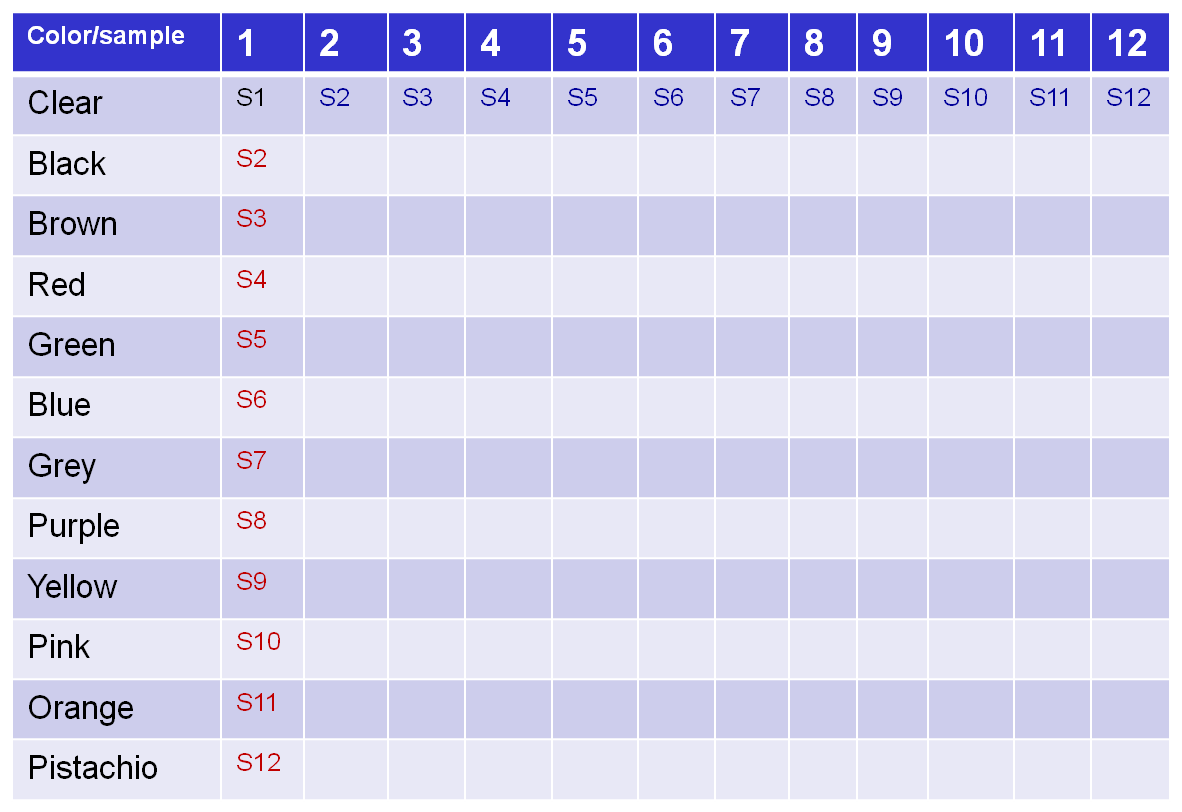 Color/sample 1 2 3 4 5 6 7 8 9 10 11 12
Clear S1 S2 S3 S4 S5 S6 S7 S8 S9 S10 S11 S12
Black S2
Brown S3
Red S4
Green S5
Blue S6
Grey S7
Purple S8
Yellow S9
Pink S10
Orange S11
Pistachio S12